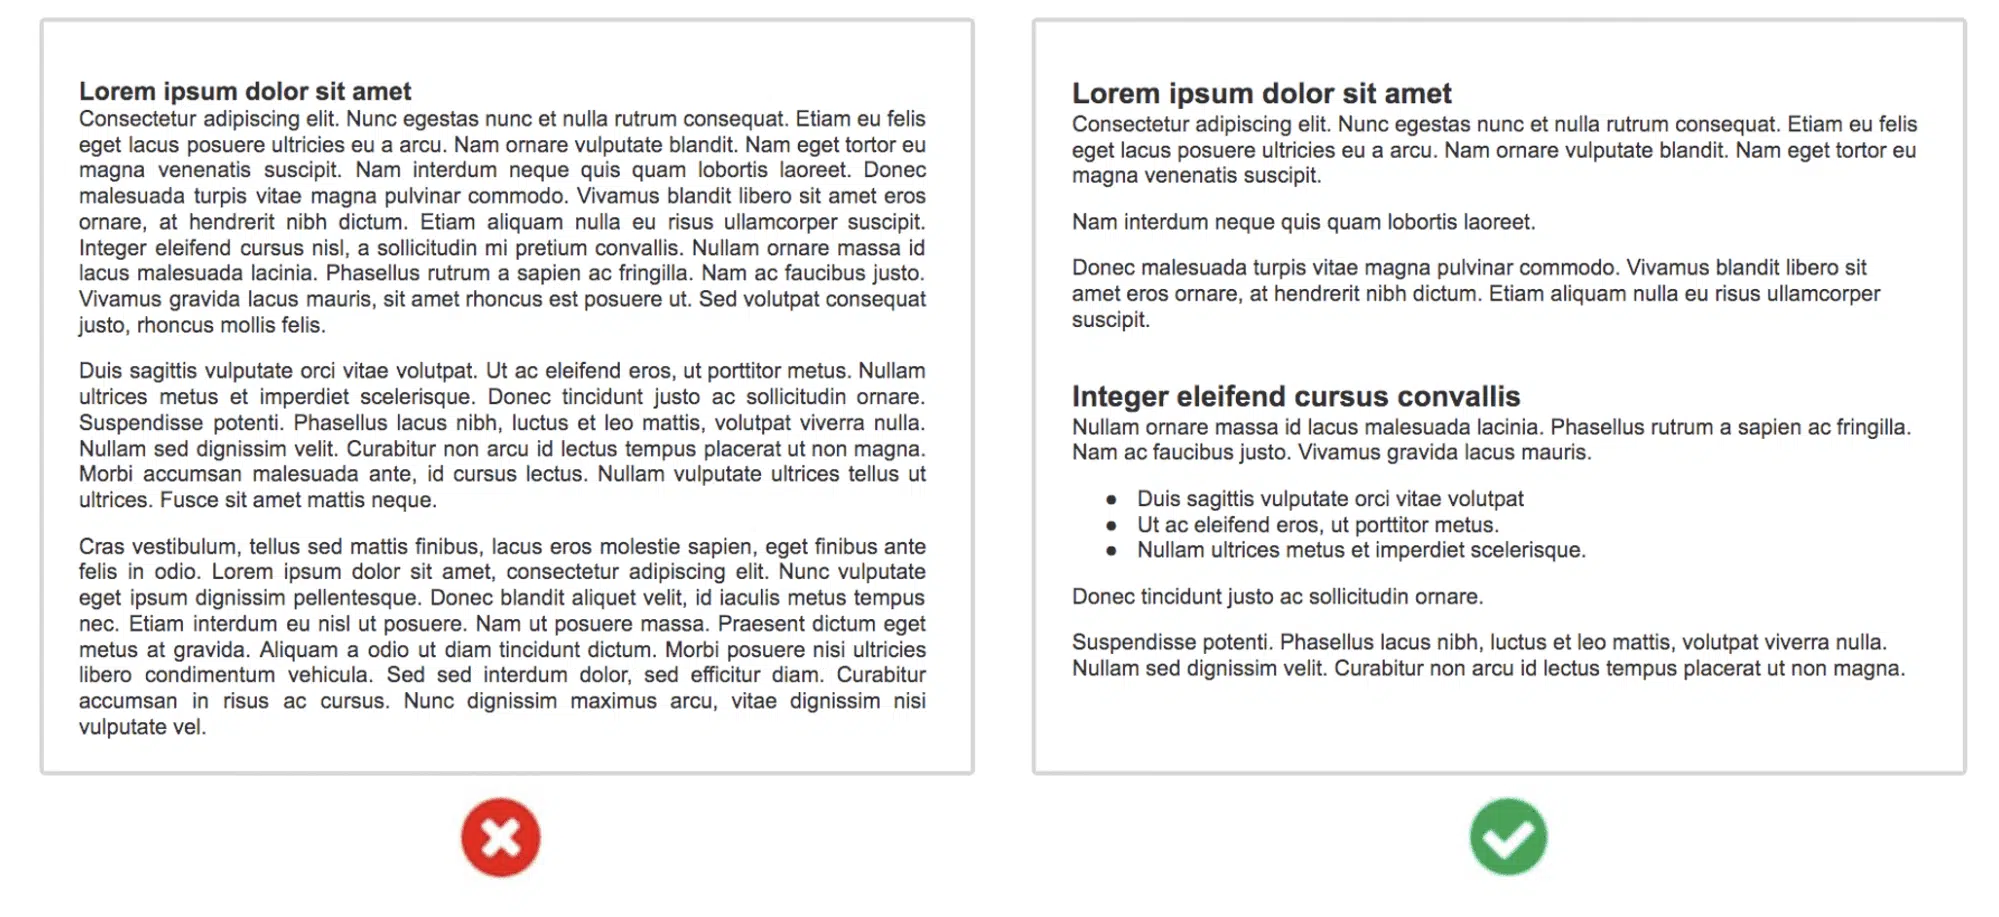 Lorem ipsum dolor sit amet
Consectetur adipiscing elit. Nunc egestas nunc et nulla rutrum consequat. Etiam eu felis
eget lacus posuere ultricies eu a arcu. Nam ornare vulputate blandit. Nam eget tortor eu
magna venenatis suscipit. Nam interdum neque quis quam lobortis laoreet. Donec
malesuada turpis vitae magna pulvinar commodo. Vivamus blandit libero sit amet eros
ornare, at hendrerit nibh dictum. Etiam aliquam nulla eu risus ullamcorper suscipit.
Integer eleifend cursus nisl, a sollicitudin mi pretium convallis. Nullam ornare massa id
lacus malesuada lacinia. Phasellus rutrum a sapien ac fringilla. Nam ac faucibus justo.
Vivamus gravida lacus mauris, sit amet rhoncus est posuere ut. Sed volutpat consequat
justo, rhoncus mollis felis.
Duis sagittis vulputate orci vitae volutpat. Ut ac eleifend eros, ut porttitor metus. Nullam
ultrices metus et imperdiet scelerisque. Donec tincidunt justo ac sollicitudin ornare.
Suspendisse potenti. Phasellus lacus nibh, luctus et leo mattis, volutpat viverra nulla.
Nullam sed dignissim velit. Curabitur non arcu id lectus tempus placerat ut non magna.
Morbi accumsan malesuada ante, id cursus lectus. Nullam vulputate ultrices tellus ut
ultrices. Fusce sit amet mattis neque.
Cras vestibulum, tellus sed mattis finibus, lacus eros molestie sapien, eget finibus ante
felis in odio. Lorem ipsum dolor sit amet, consectetur adipiscing elit. Nunc vulputate
eget ipsum dignissim pellentesque. Donec blandit aliquet velit, id iaculis metus tempus
nec. Etiam interdum eu nisl ut posuere. Nam ut posuere massa. Praesent dictum eget
metus at gravida. Aliquam a odio ut diam tincidunt dictum. Morbi posuere nisi ultricies
libero condimentum vehicula. Sed sed interdum dolor, sed efficitur diam. Curabitur
accumsan in risus ac cursus. Nunc dignissim maximus arcu, vitae dignissim nisi
vulputate vel.
Lorem ipsum dolor sit amet
Consectetur adipiscing elit. Nunc egestas nunc et nulla rutrum consequat. Etiam eu felis
eget lacus posuere ultricies eu a arcu. Nam ornare vulputate blandit. Nam eget tortor eu
magna venenatis suscipit.
Nam interdum neque quis quam lobortis laoreet.
Donec malesuada turpis vitae magna pulvinar commodo. Vivamus blandit libero sit
amet eros ornare, at hendrerit nibh dictum. Etiam aliquam nulla eu risus ullamcorper
suscipit.
Integer eleifend cursus convallis
Nullam ornare massa id lacus malesuada lacinia. Phasellus rutrum a sapien ac fringilla.
Nam ac faucibus justo. Vivamus gravida lacus mauris.
● Duis sagittis vulputate orci vitae volutpat
● Ut ac eleifend eros, ut porttitor metus.
● Nullam ultrices metus et imperdiet scelerisque.
Donec tincidunt justo ac sollicitudin ornare.
Suspendisse potenti. Phasellus lacus nibh, luctus et leo mattis, volutpat viverra nulla.
Nullam sed dignissim velit. Curabitur non arcu id lectus tempus placerat ut non magna.